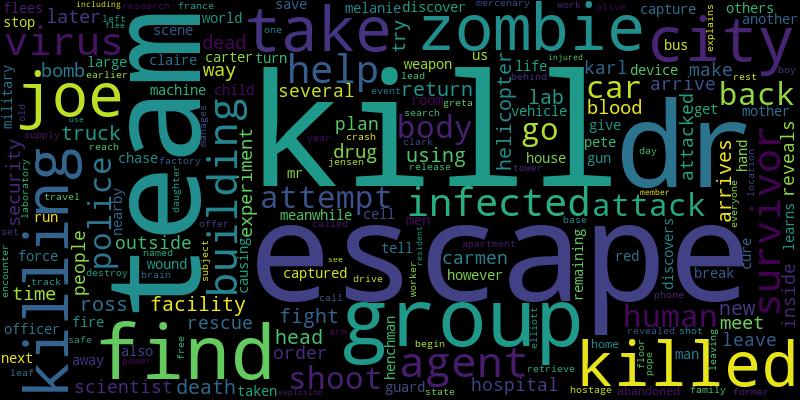 including research france mercenary work alive
flees later left few world save melanie discover capture others
stop virus take zombie city
scene try another
large dead carter turn one us bus explains
bomb way claire help life behind injured karl device make boy
military earlier machine child several weapon lead car arrive rest
joe return lab back
truck old supply use blood mother
room event vehicle get
security reach chase plan body greta pete give
manages drug using search go gun
laboratory year crash clark house day attacked
police building experiment mr jensen release tower hand
killing team kill dr
factory daughter attempt infected attack arrives
set travel nearby meanwhile cell men member everyone location reveals
run outside offer called base survivor
people named causing tell carmen red learns
encounter force wound subject see resident apartment discovers break cure
track destroy brain captured however remaining
time facility drive worker escape phone inside
leaf ross call group human new
officer fire rescue fight henchman arm begin elliott home revealed shot leaving meet
safe free head agent man leave
next also find order killed
away power retrieve floor pope
scientist death taken shoot guard hospital hostage abandoned family former
explosion state